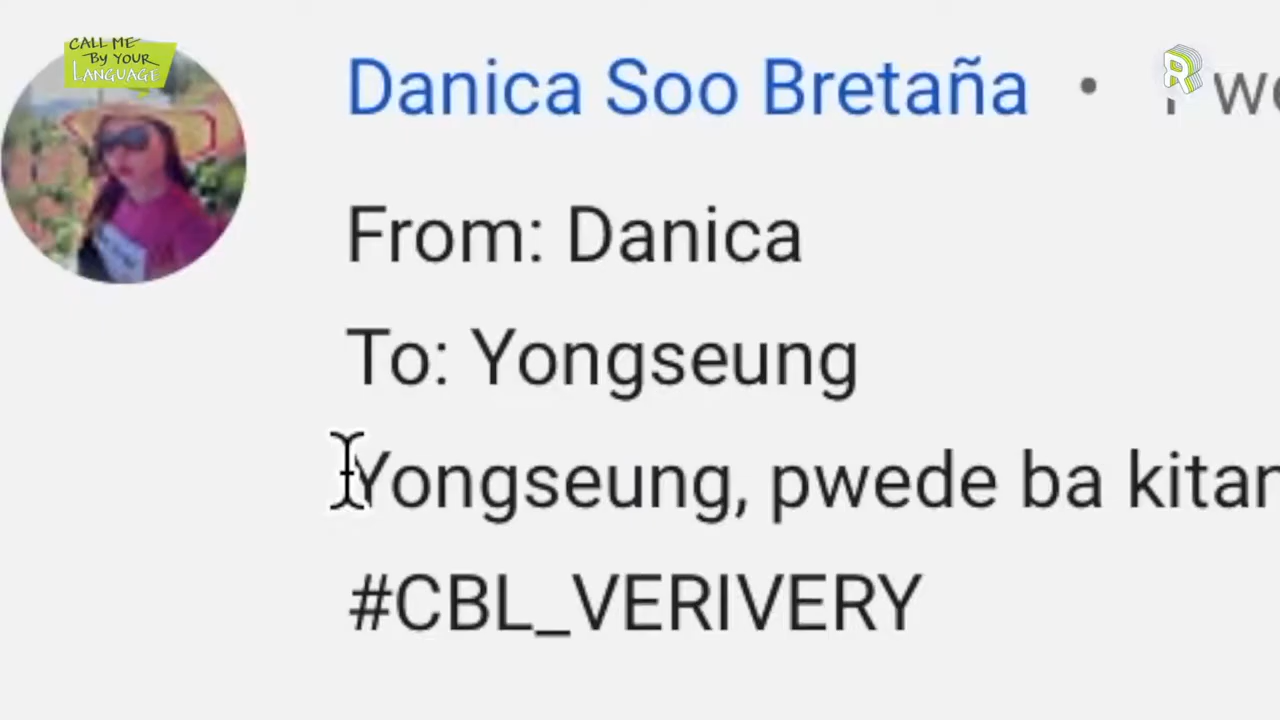 CALL ME
BY YOUR
LANGUAGE
Danica Soo Bretaña •
From: Danica
To: Yongseung
Yongseung, pwede ba kitan
#CBL_VERIVERY
R